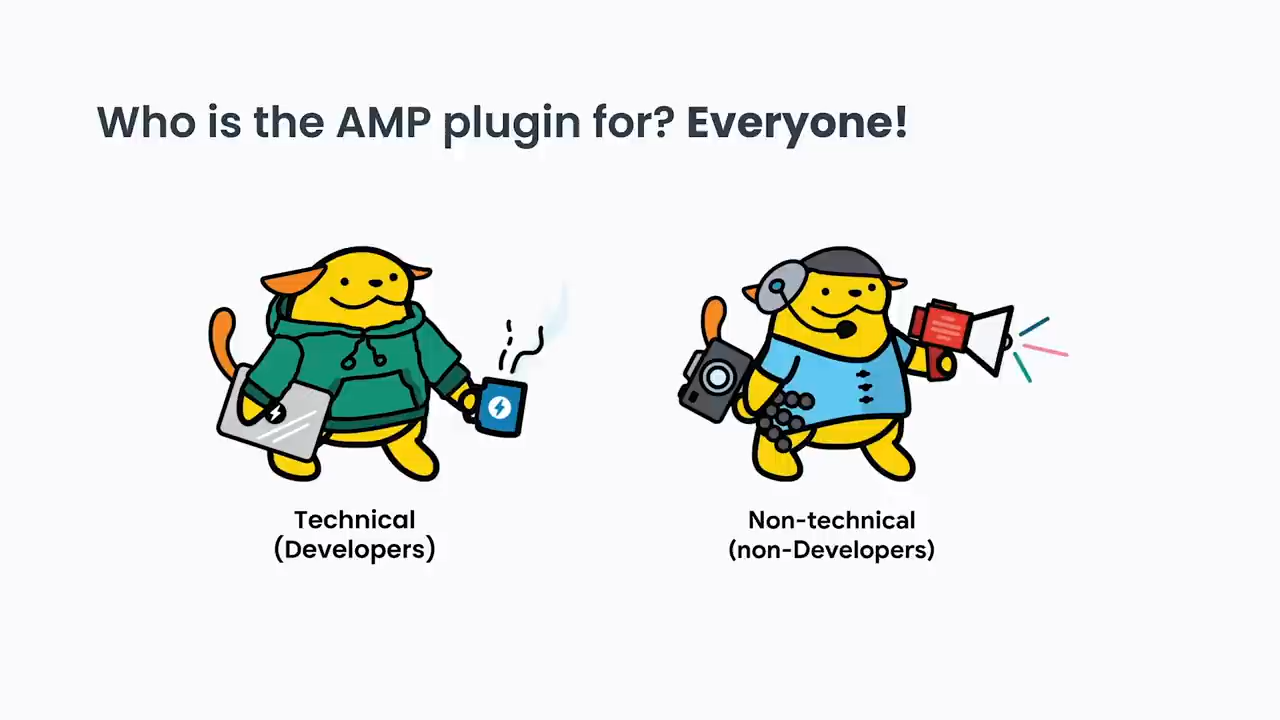 Who is the AMP plugin for? Everyone!
Technical
(Developers)
Non-technical
(non-Developers)